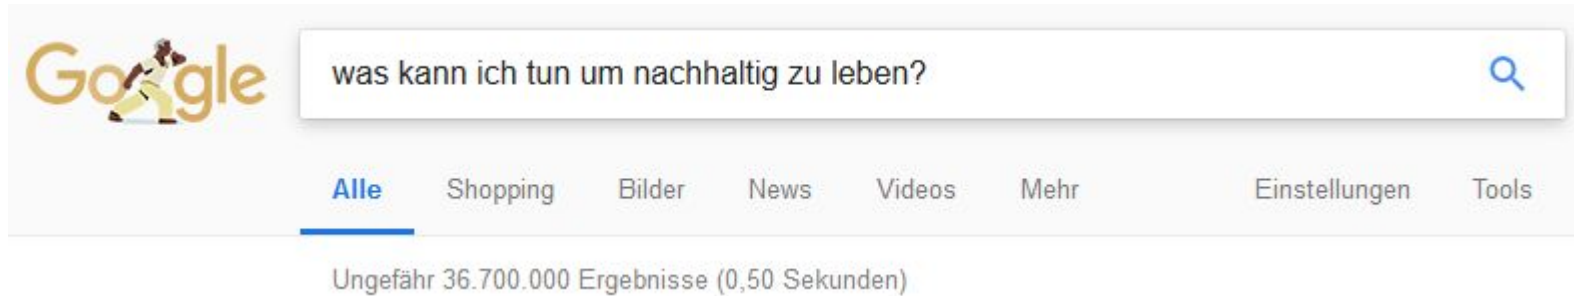 Google
was kann ich tun um nachhaltig zu leben?
Alle Shopping Bilder News Videos Mehr Einstellungen Tools
Ungefähr 36.700.000 Ergebnisse (0,50 Sekunden)